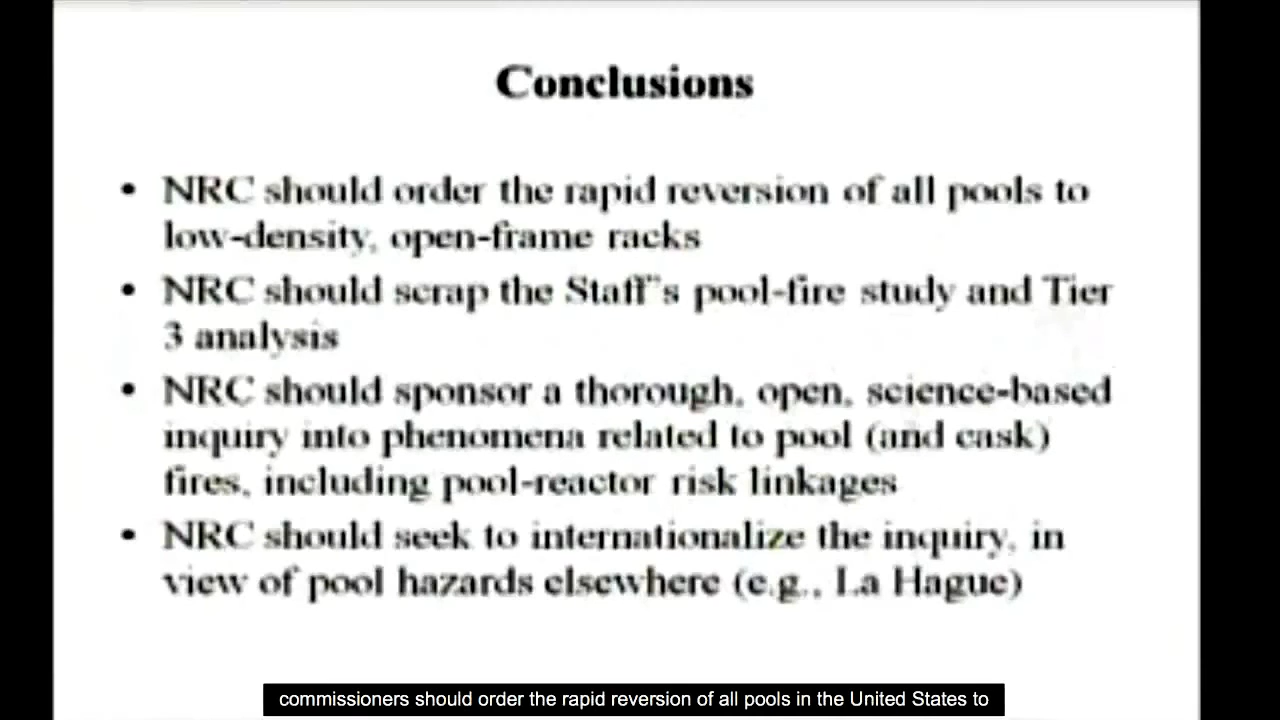 Conclusions
• NRC should order the rapid reversion of all pools to
low-density, open-frame racks
• NRC should scrap the Staff's pool-fire study and Tier
3 analysis
• NRC should sponsor a thorough, open, science-based
inquiry into phenomena related to pool (and cask)
fires, including pool-reactor risk linkages
• NRC should seek to internationalize the inquiry, in
view of pool hazards elsewhere (e.g., La Hague)
commissioners should order the rapid reversion of all pools in the United States to